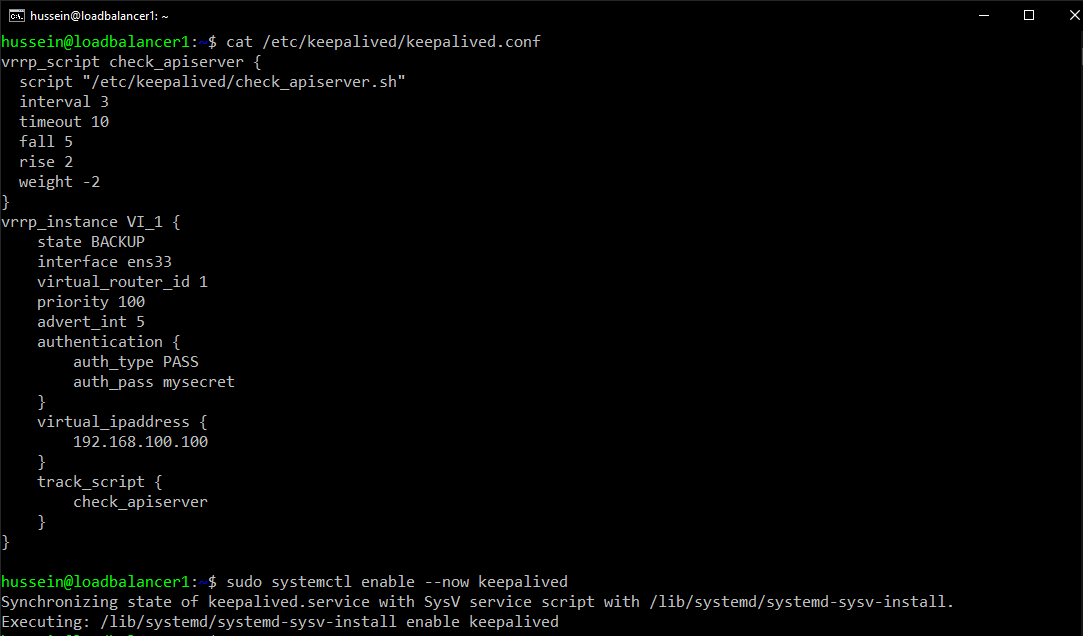 hussein@loadbalancer1: ~
hussein@loadbalancer1:~$ cat /etc/keepalived/keepalived.conf
vrrp_script check_apiserver {
  script "/etc/keepalived/check_apiserver.sh"
  interval 3
  timeout 10
  fall 5
  rise 2
  weight -2
}
vrrp_instance VI_1 {
    state BACKUP
    interface ens33
    virtual_router_id 1
    priority 100
    advert_int 5
    authentication {
        auth_type PASS
        auth_pass mysecret
    }
    virtual_ipaddress {
        192.168.100.100
    }
    track_script {
        check_apiserver
    }
}
hussein@loadbalancer1:~$ sudo systemctl enable --now keepalived
Synchronizing state of keepalived.service with SysV service script with /lib/systemd/systemd-sysv-install.
Executing: /lib/systemd/systemd-sysv-install enable keepalived